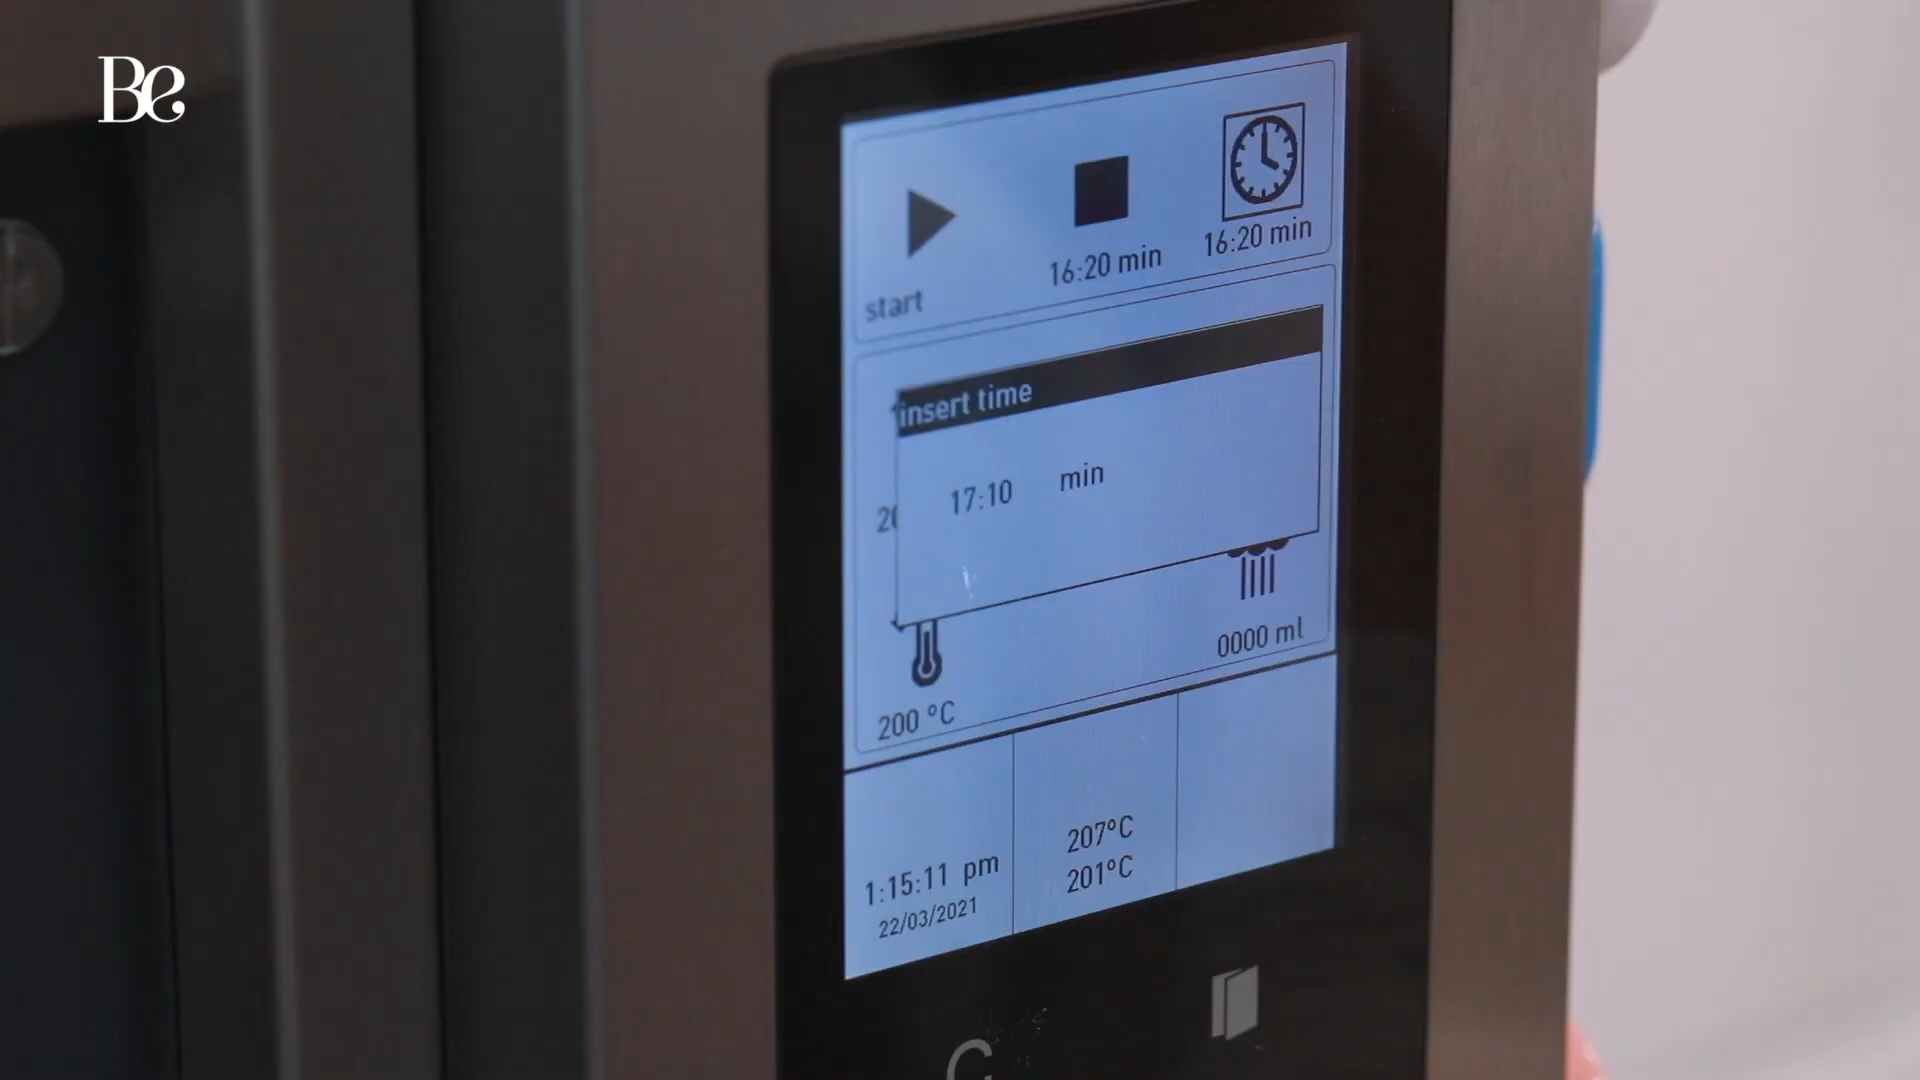 Be
start
16:20 min
16:20 min
insert time
17:10 min
200 °C
0000 ml
1:15:11 pm
22/03/2021
207°C
201°C